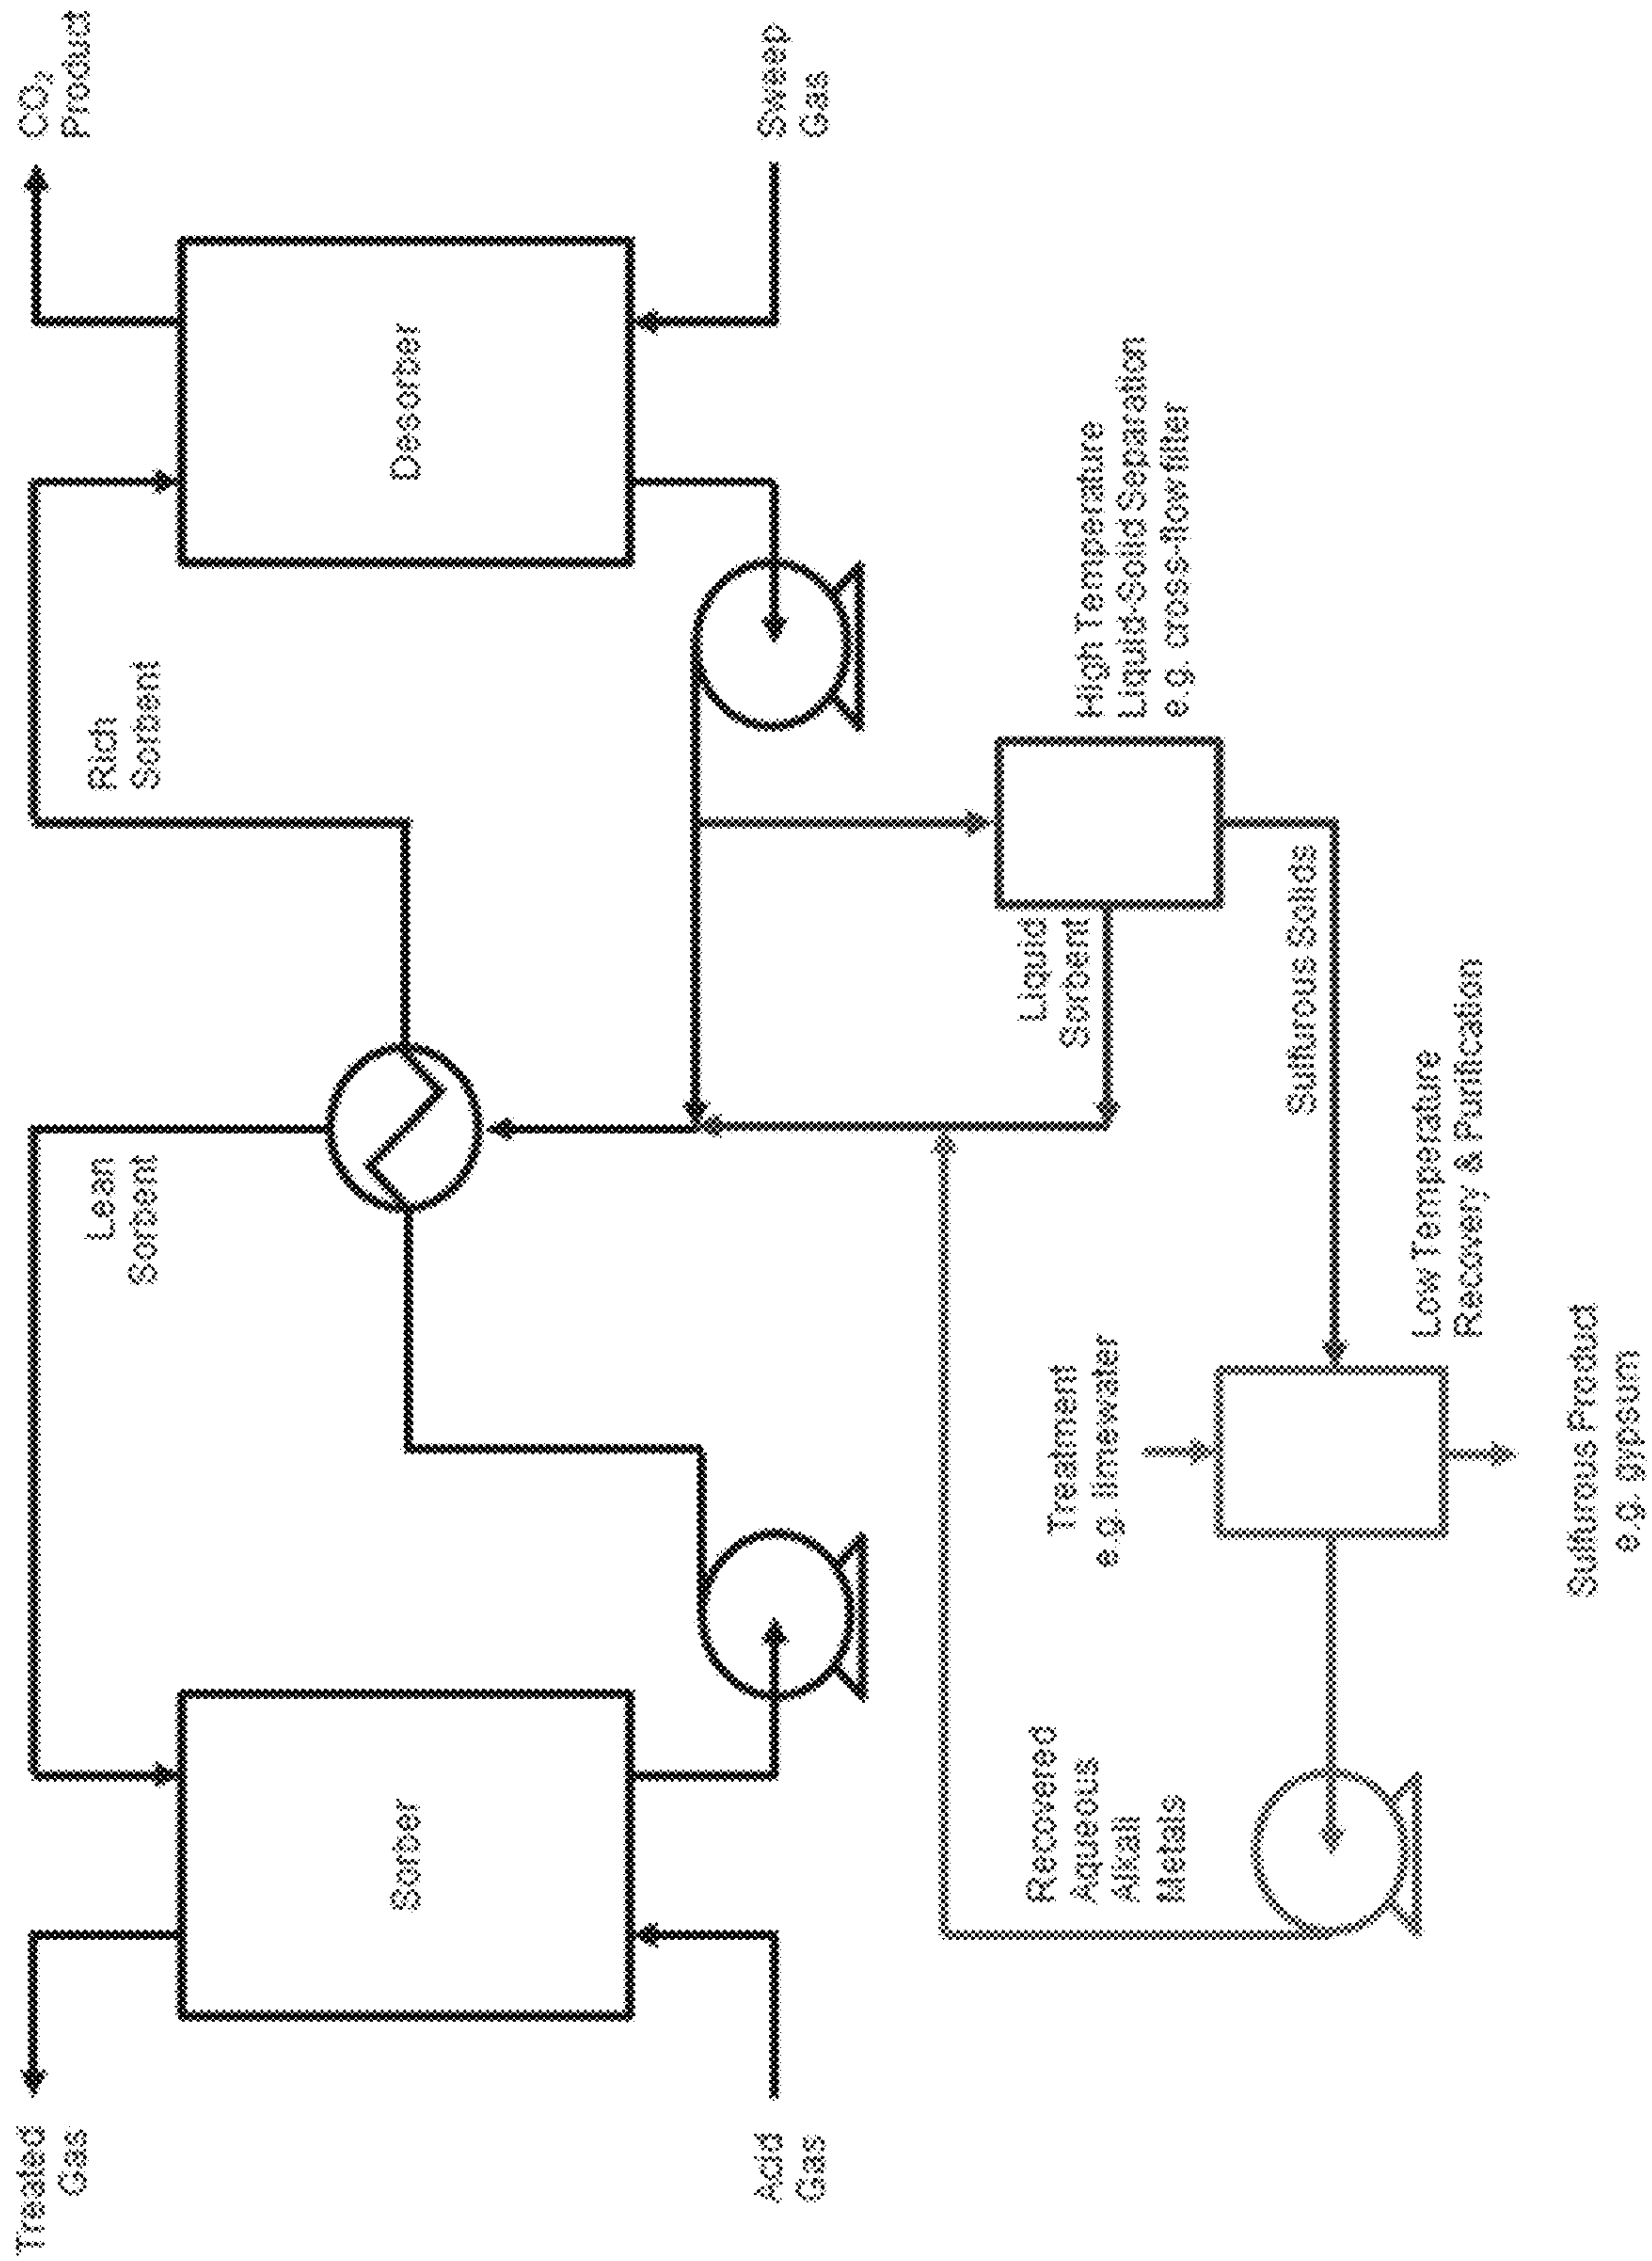 Treated
Gas
Acid
Gas
Sorber
Lean
Sorbent
Rich
Sorbent
Desorber
CO₂
Product
Sweep
Gas
High Temperature
Liquid-Solid Separation
e.g. cross-flow filter
Liquid
Sorbent
Sulfurous Solids
Low Temperature
Recovery & Purification
Treatment
e.g. limewater
Recovered
Aqueous
Alkali
Metals
Sulfurous Product
e.g. gypsum